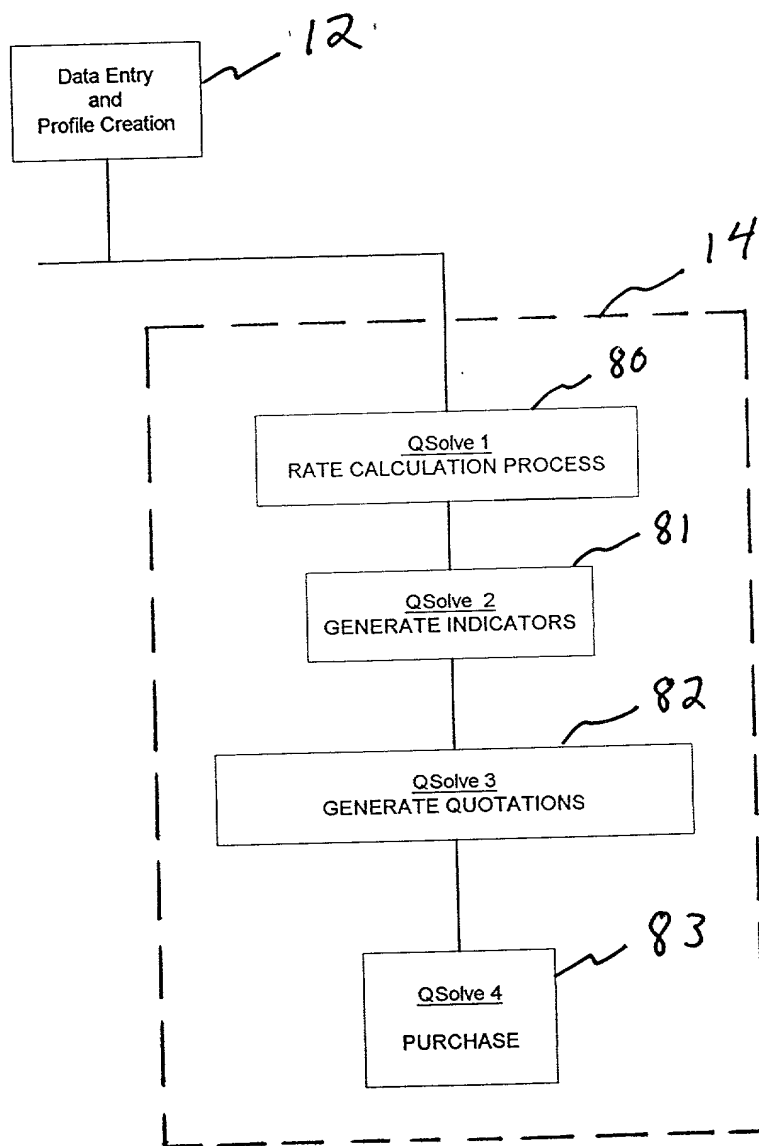 12
Data Entry
and
Profile Creation
14
80
QSolve 1
RATE CALCULATION PROCESS
81
QSolve 2
GENERATE INDICATORS
82
QSolve 3
GENERATE QUOTATIONS
83
QSolve 4
PURCHASE